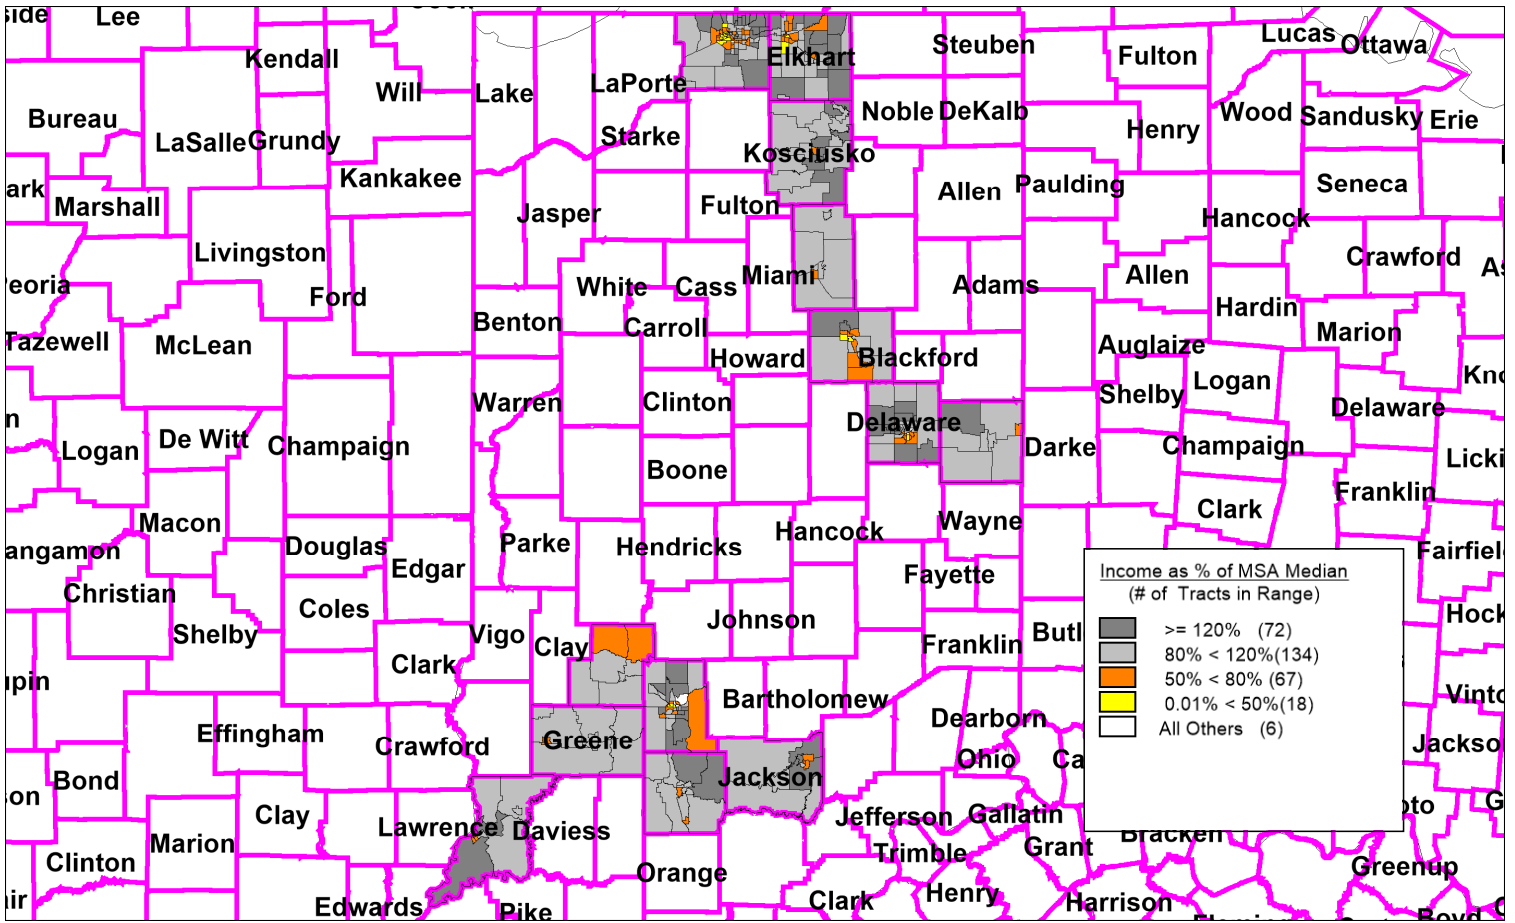 Lee
Kendall
Will
Lake
LaPorte
Elkhart
Steuben
Fulton
Lucas
Ottawa
Bureau
LaSalle
Grundy
Starke
Noble
DeKalb
Henry
Wood
Sandusky
Erie
Kosciusko
Marshall
Kankakee
Jasper
Fulton
Allen
Paulding
Seneca
Hancock
Livingston
Ford
White
Cass
Miami
Adams
Allen
Crawford
Hardin
Tazewell
McLean
Benton
Carroll
Howard
Blackford
Auglaize
Marion
Warren
Clinton
Shelby
Logan
Delaware
Delaware
Logan
De Witt
Champaign
Boone
Darke
Champaign
Macon
Parke
Hendricks
Hancock
Wayne
Clark
Franklin
Douglas
Edgar
Fayette
Christian
Coles
Shelby
Vigo
Clay
Johnson
Franklin
Clark
Bartholomew
Dearborn
Effingham
Crawford
Greene
Jackson
Ohio
Bond
Clay
Marion
Lawrence
Daviess
Jefferson
Gallatin
Trimble
Grant
Bracken
Clinton
Orange
Greenup
Edwards
Pike
Clark
Henry
Harrison
Income as % of MSA Median
(# of Tracts in Range)
>= 120% (72)
80% < 120%(134)
50% < 80% (67)
0.01% < 50%(18)
All Others (6)